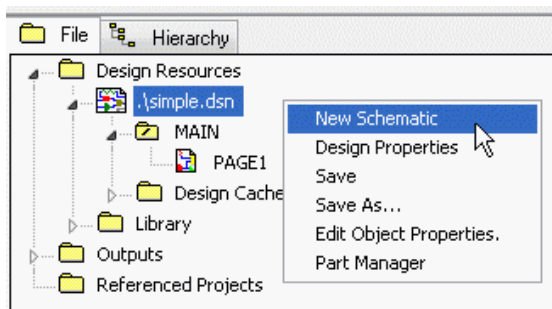 File Hierarchy
Design Resources
.\simple.dsn
MAIN
PAGE1
Design Cache
Library
Outputs
Referenced Projects
New Schematic
Design Properties
Save
Save As...
Edit Object Properties.
Part Manager